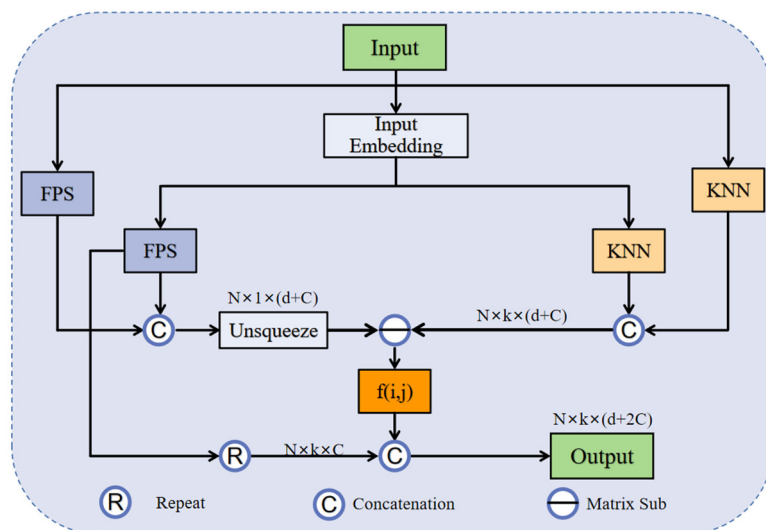 Input
Input
Embedding
FPS
KNN
FPS
KNN
N×1×(d+C)
N×k×(d+C)
C
Unsqueeze
C
f(i,j)
N×k×(d+2C)
R
N×k×C
C
Output
R Repeat
C Concatenation
Matrix Sub